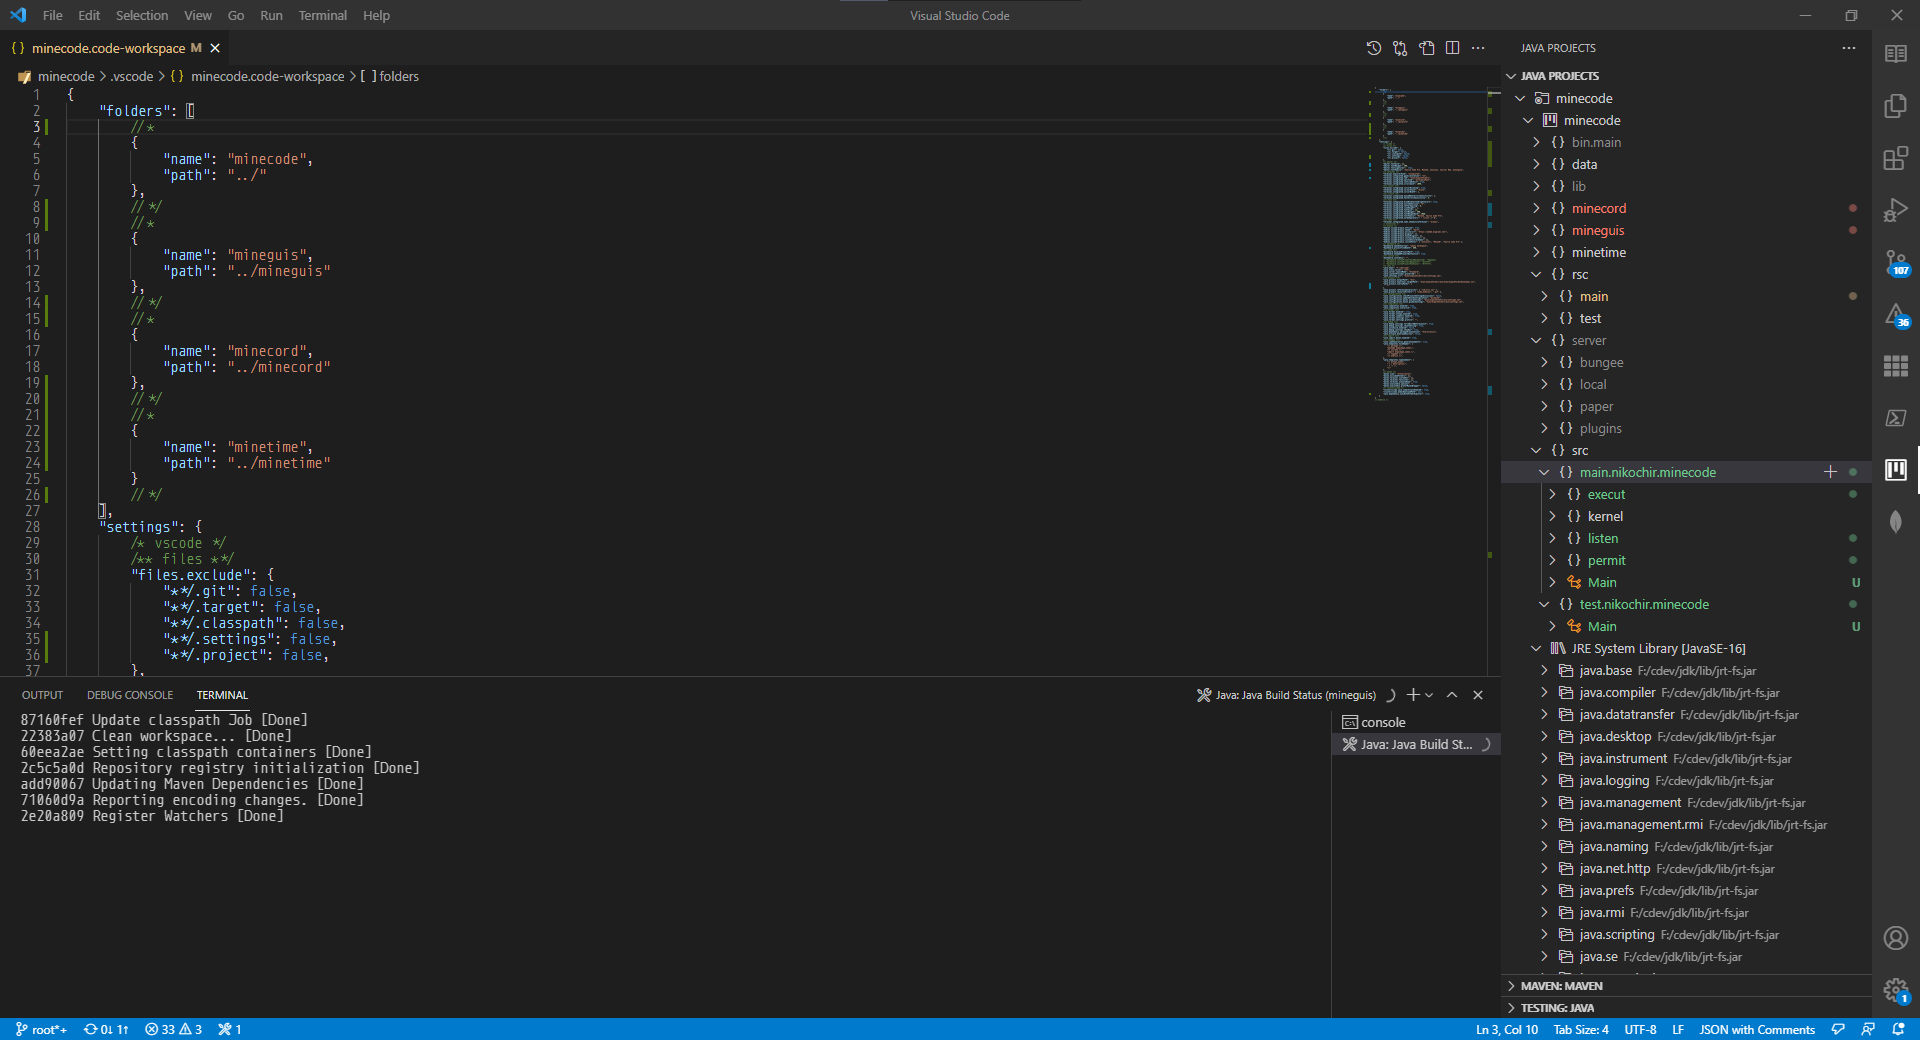 File Edit Selection View Go Run Terminal Help
Visual Studio Code
{} minecode.code-workspace M
minecode > .vscode > {} minecode.code-workspace > [ ] folders
1 {
2 "folders": [
3 //*
4 {
5 "name": "minecode",
6 "path": "../"
7 },
8 //*/
9 //*
10 {
11 "name": "mineguis",
12 "path": "../mineguis"
13 },
14 //*/
15 //*
16 {
17 "name": "minecord",
18 "path": "../minecord"
19 },
20 //*/
21 //*
22 {
23 "name": "minetime",
24 "path": "../minetime"
25 }
26 //*/
27 ],
28 "settings": {
29 /* vscode */
30 /** files **/
31 "files.exclude": {
32 "**/.git": false,
33 "**/.target": false,
34 "**/.classpath": false,
35 "**/.settings": false,
36 "**/.project": false,
37 },
OUTPUT DEBUG CONSOLE TERMINAL
Java: Java Build Status (mineguis)
87160fef Update classpath Job [Done]
22383a07 Clean workspace... [Done]
60eea2ae Setting classpath containers [Done]
2c5c5a0d Repository registry initialization [Done]
add90067 Updating Maven Dependencies [Done]
71060d9a Reporting encoding changes. [Done]
2e20a809 Register Watchers [Done]
console
Java: Java Build St...
JAVA PROJECTS
JAVA PROJECTS
minecode
minecode
{} bin.main
{} data
{} lib
{} minecord
{} mineguis
{} minetime
{} rsc
{} main
{} test
{} server
{} bungee
{} local
{} paper
{} plugins
{} src
{} main.nikochir.minecode
{} execut
{} kernel
{} listen
{} permit
Main U
{} test.nikochir.minecode
Main U
JRE System Library [JavaSE-16]
java.base F:/cdev/jdk/lib/jrt-fs.jar
java.compiler F:/cdev/jdk/lib/jrt-fs.jar
java.datatransfer F:/cdev/jdk/lib/jrt-fs.jar
java.desktop F:/cdev/jdk/lib/jrt-fs.jar
java.instrument F:/cdev/jdk/lib/jrt-fs.jar
java.logging F:/cdev/jdk/lib/jrt-fs.jar
java.management F:/cdev/jdk/lib/jrt-fs.jar
java.management.rmi F:/cdev/jdk/lib/jrt-fs.jar
java.naming F:/cdev/jdk/lib/jrt-fs.jar
java.net.http F:/cdev/jdk/lib/jrt-fs.jar
java.prefs F:/cdev/jdk/lib/jrt-fs.jar
java.rmi F:/cdev/jdk/lib/jrt-fs.jar
java.scripting F:/cdev/jdk/lib/jrt-fs.jar
java.se F:/cdev/jdk/lib/jrt-fs.jar
MAVEN: MAVEN
TESTING: JAVA
107
36
1
root*+ 0↓ 1↑ 33 3 1
Ln 3, Col 10 Tab Size: 4 UTF-8 LF JSON with Comments